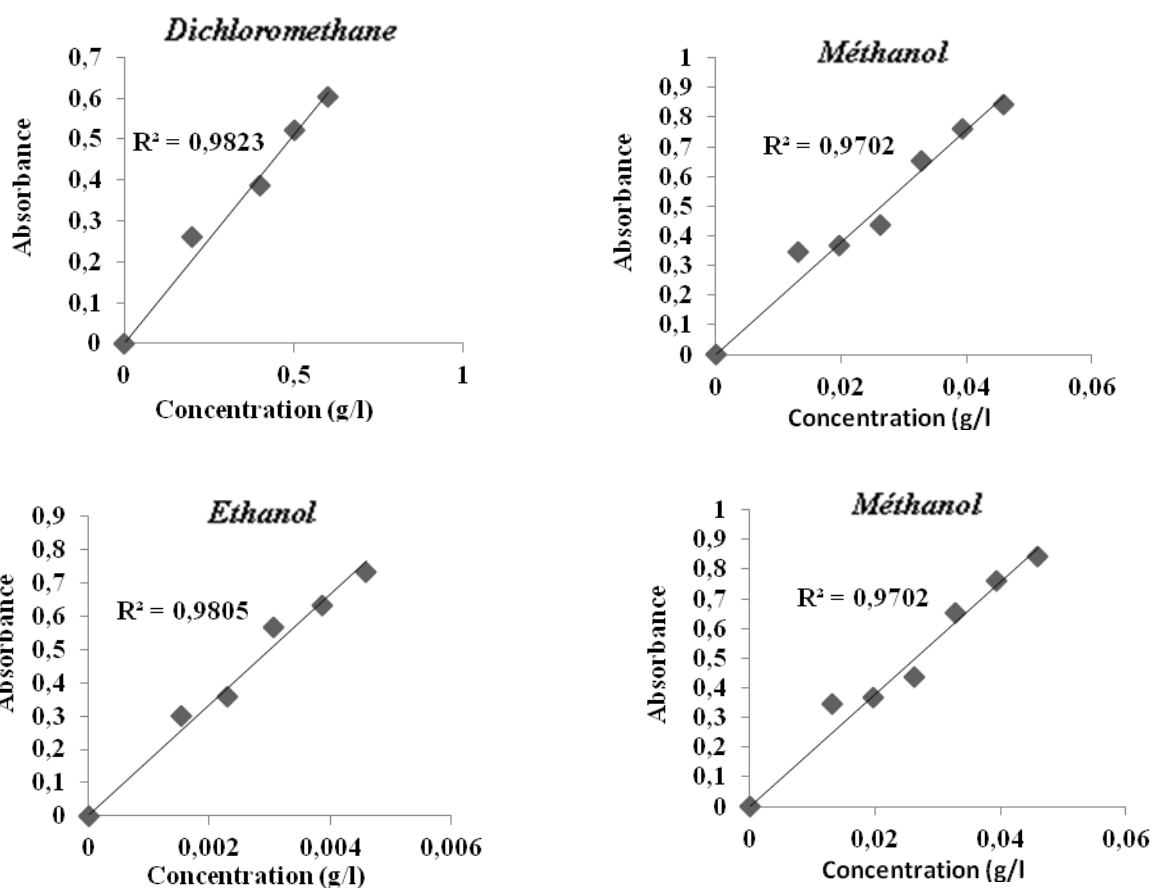 Dichloromethane
0,7
0,6
0,5
0,4
0,3
0,2
0,1
0
Absorbance
R² = 0,9823
0 0,5 1
Concentration (g/l)
Méthanol
1
0,9
0,8
0,7
0,6
0,5
0,4
0,3
0,2
0,1
0
Absorbance
R² = 0,9702
0 0,02 0,04 0,06
Concentration (g/l
Ethanol
0,9
0,8
0,7
0,6
0,5
0,4
0,3
0,2
0,1
0
Absorbance
R² = 0,9805
0 0,002 0,004 0,006
Concentration (g/l)
Méthanol
1
0,9
0,8
0,7
0,6
0,5
0,4
0,3
0,2
0,1
0
Absorbance
R² = 0,9702
0 0,02 0,04 0,06
Concentration (g/l